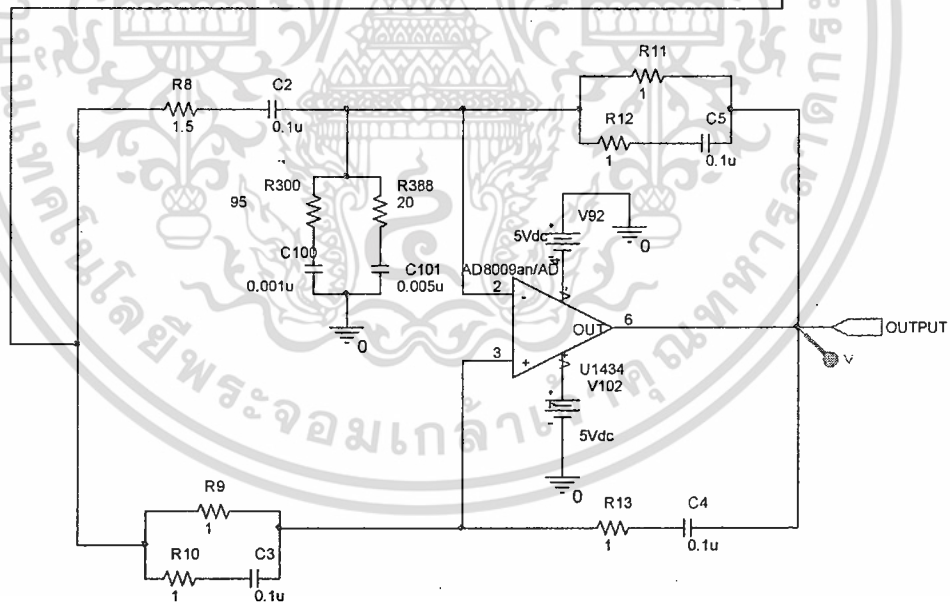 R8
1.5
C2
0.1u
R11
1
R12
1
C5
0.1u
R300
95
R388
20
C100
0.001u
C101
0.005u
0
V92
5Vdc
0
AD8009an/AD
2
-
3
+
OUT
6
U1434
V102
5Vdc
0
OUTPUT
V
R9
1
R10
1
C3
0.1u
R13
1
C4
0.1u